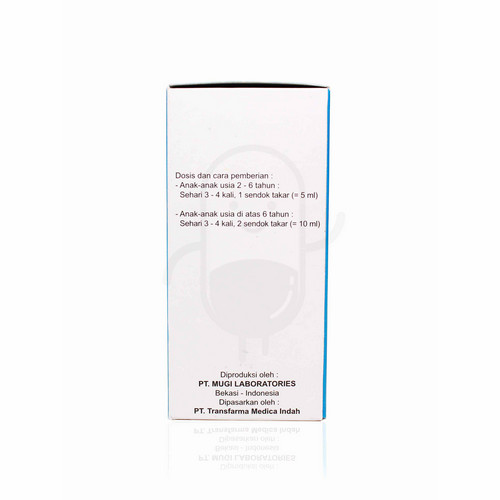 Dosis dan cara pemberian :
- Anak-anak usia 2 - 6 tahun :
Sehari 3 - 4 kali, 1 sendok takar (= 5 ml)
- Anak-anak usia di atas 6 tahun :
Sehari 3 - 4 kali, 2 sendok takar (= 10 ml)
Diproduksi oleh :
PT. MUGI LABORATORIES
Bekasi - Indonesia
Dipasarkan oleh :
PT. Transfarma Medica Indah